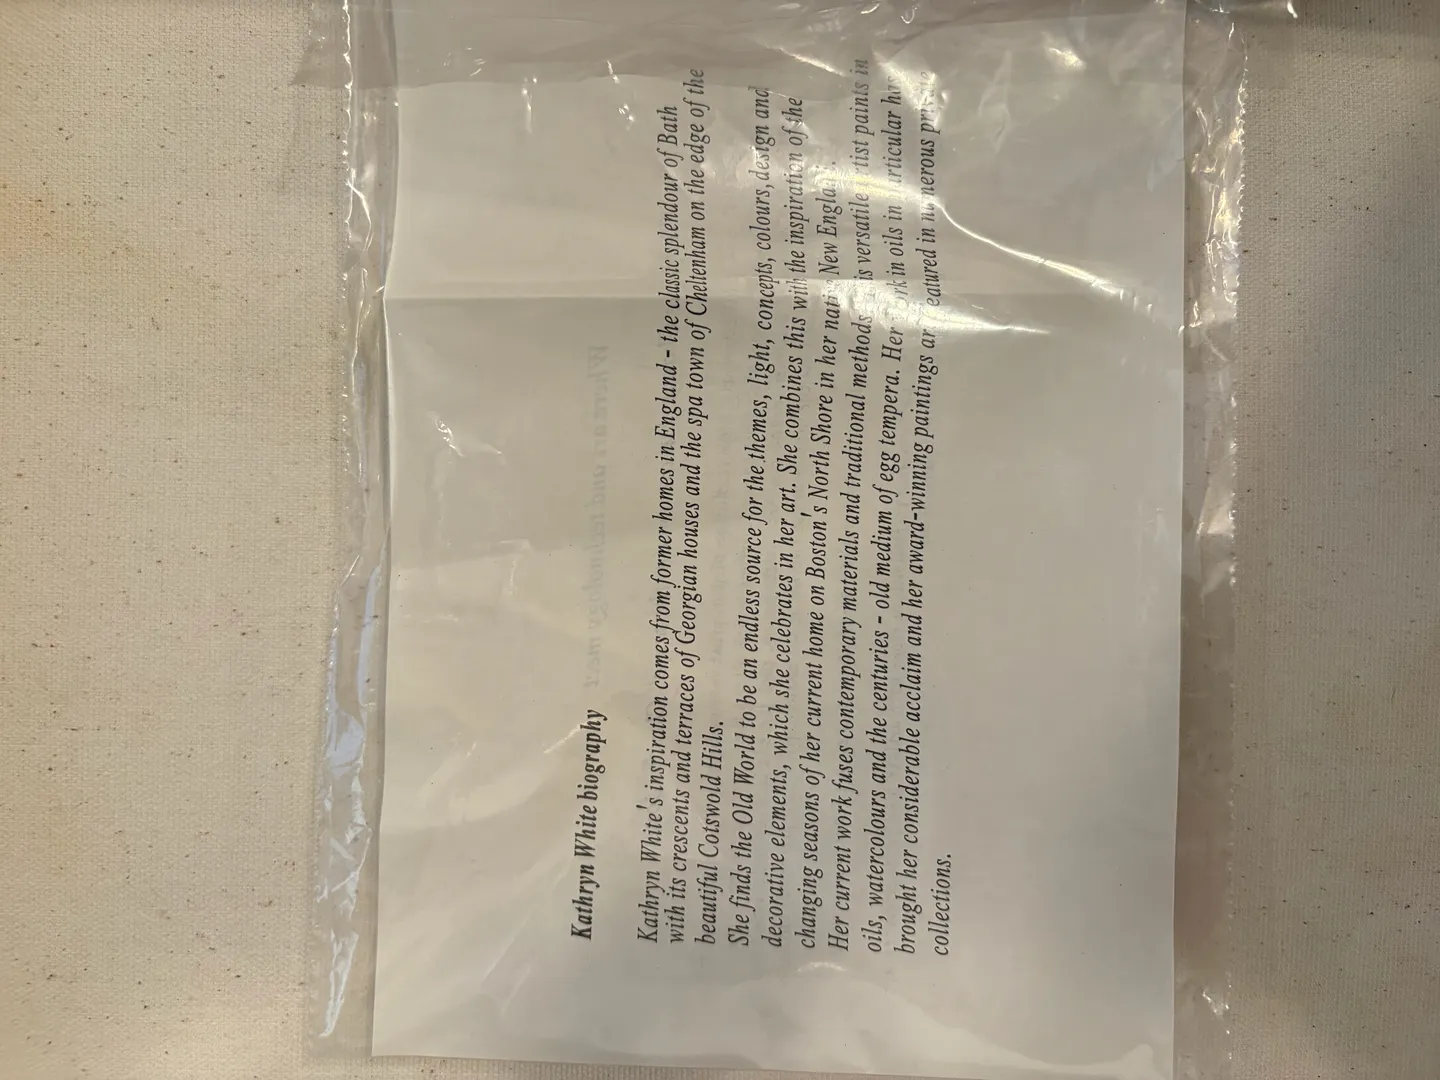 Kathryn White biography
Kathryn White's inspiration comes from former homes in England - the classic splendour of Bath
with its crescents and terraces of Georgian houses and the spa town of Cheltenham on the edge of the
beautiful Cotswold Hills.
She finds the Old World to be an endless source for the themes, light, concepts, colours, design and
decorative elements, which she celebrates in her art. She combines this with the inspiration of the
changing seasons of her current home on Boston's North Shore in her native New England.
Her current work fuses contemporary materials and traditional methods. This versatile artist paints in
oils, watercolours and the centuries - old medium of egg tempera. Her work in oils in particular has
brought her considerable acclaim and her award-winning paintings are featured in numerous private
collections.